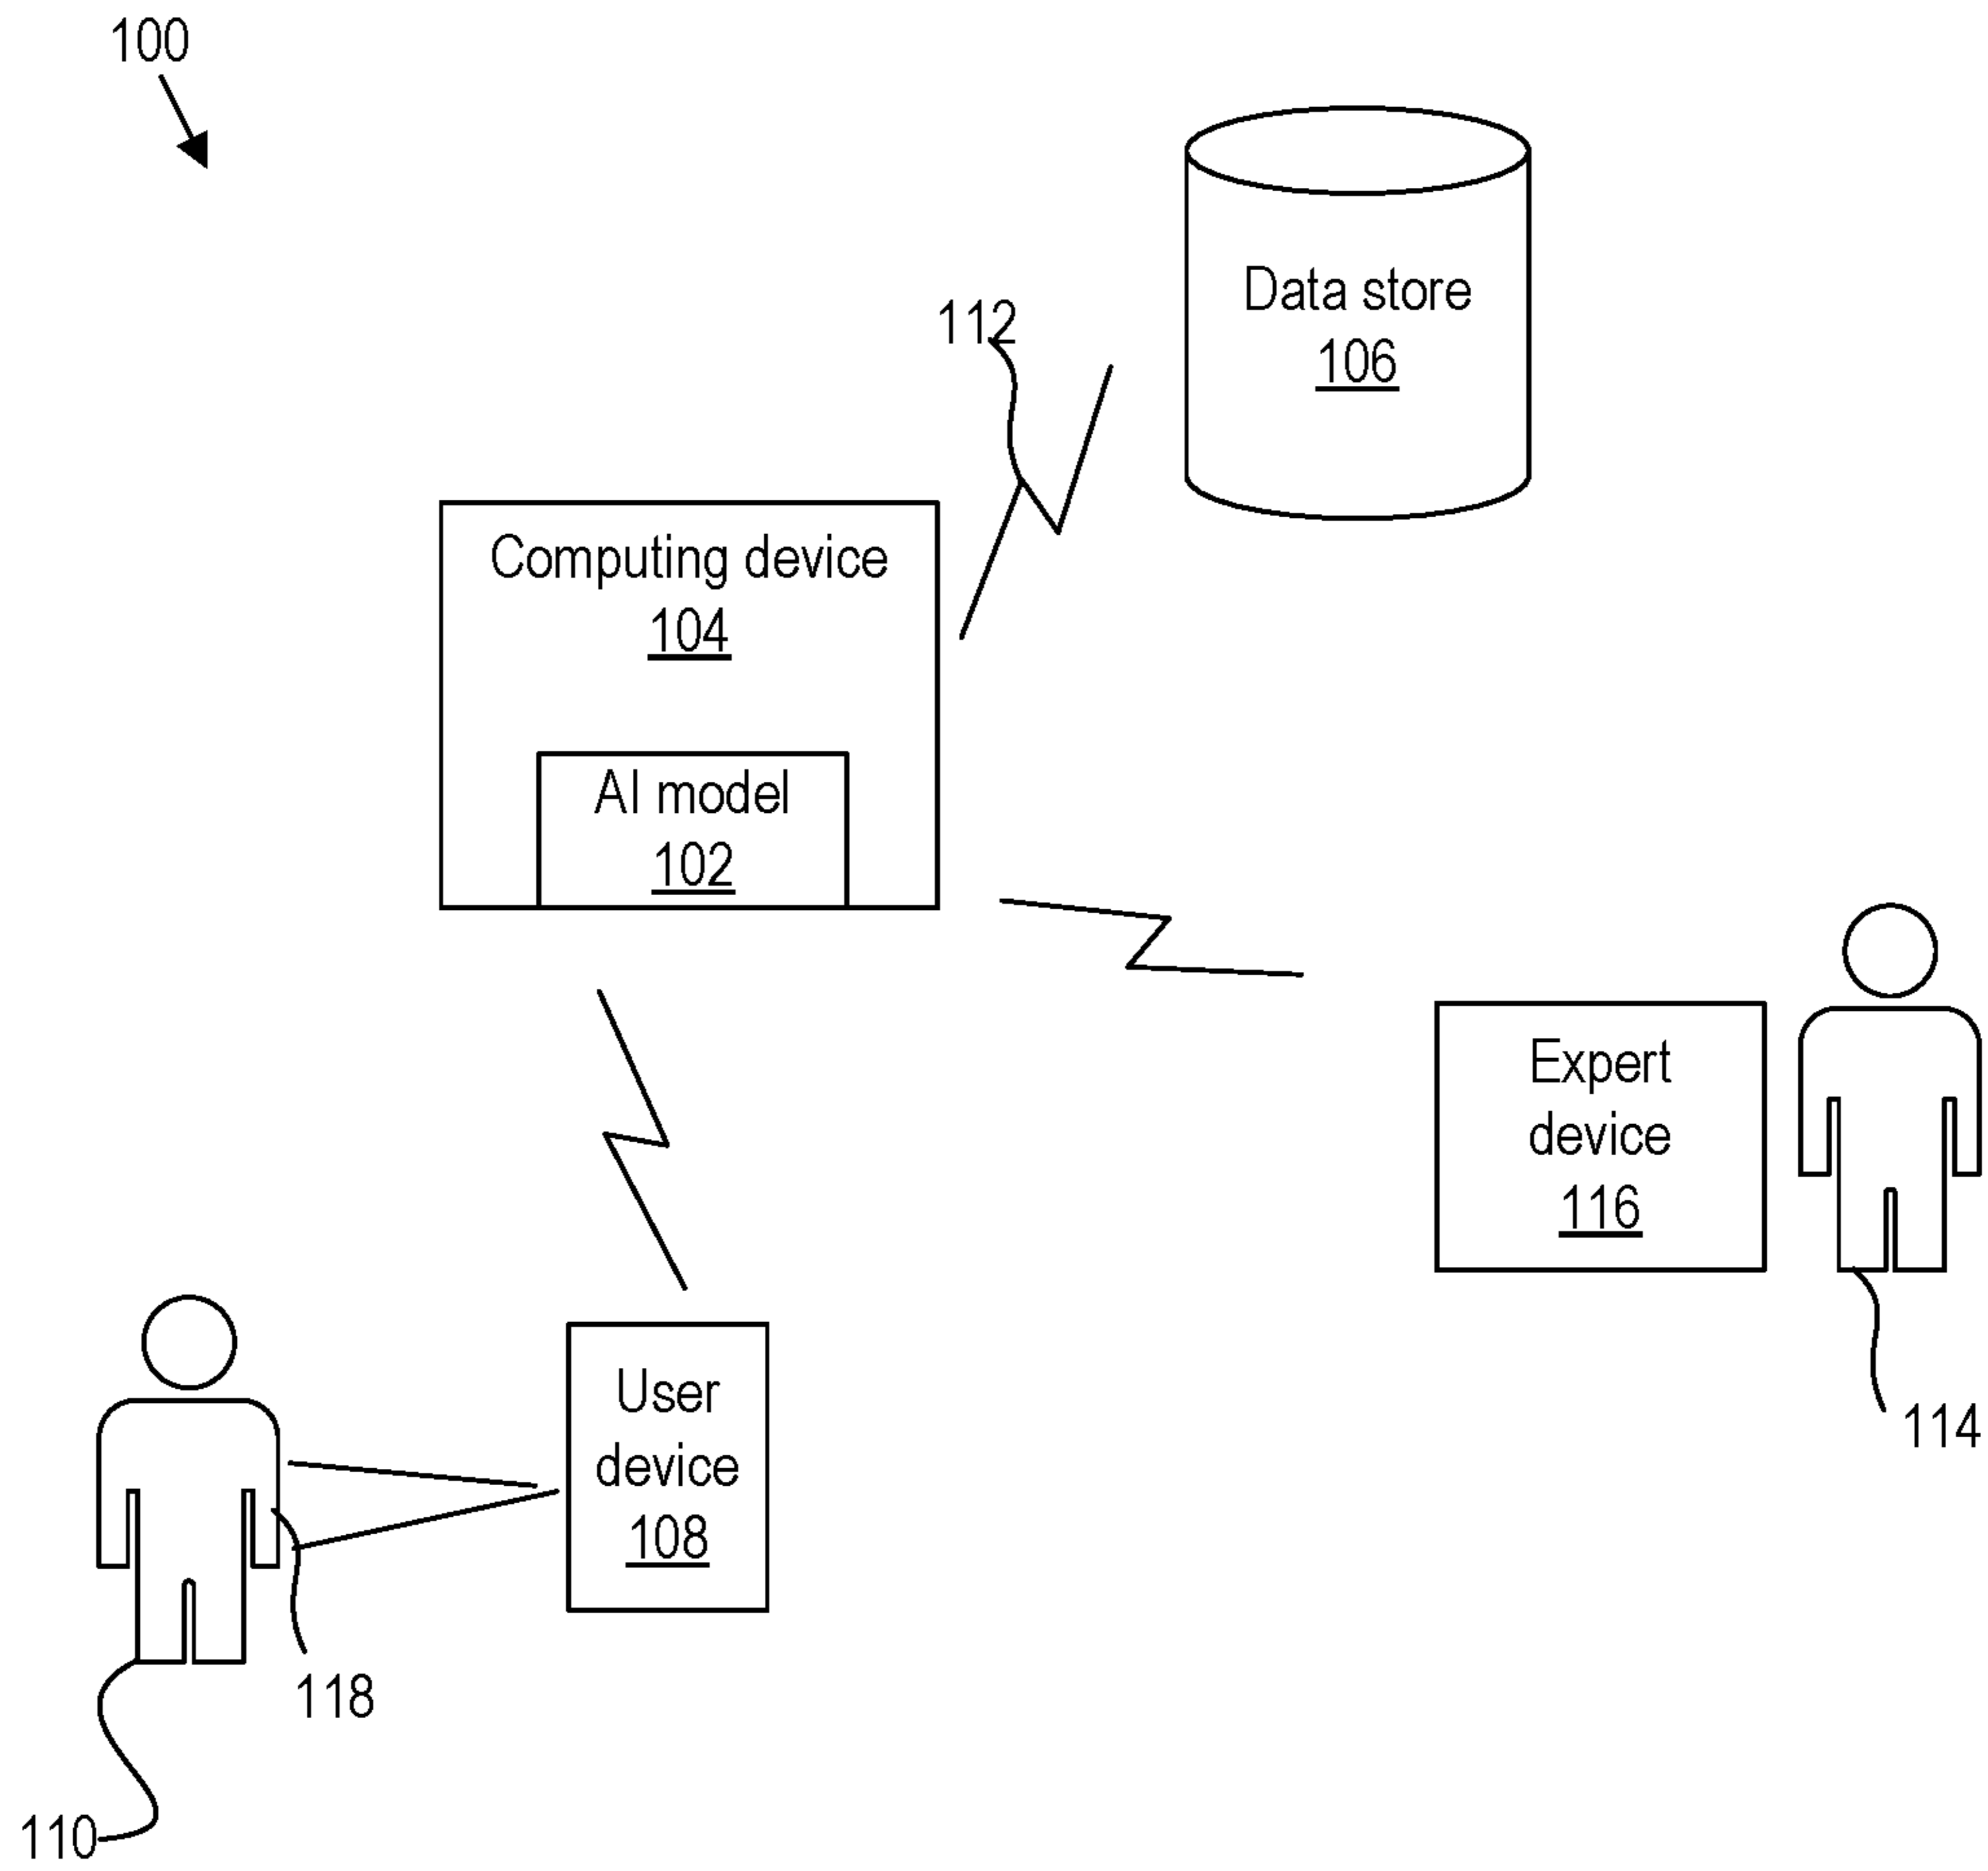 100
Data store
106
112
Computing device
104
AI model
102
Expert
device
116
114
User
device
108
118
110